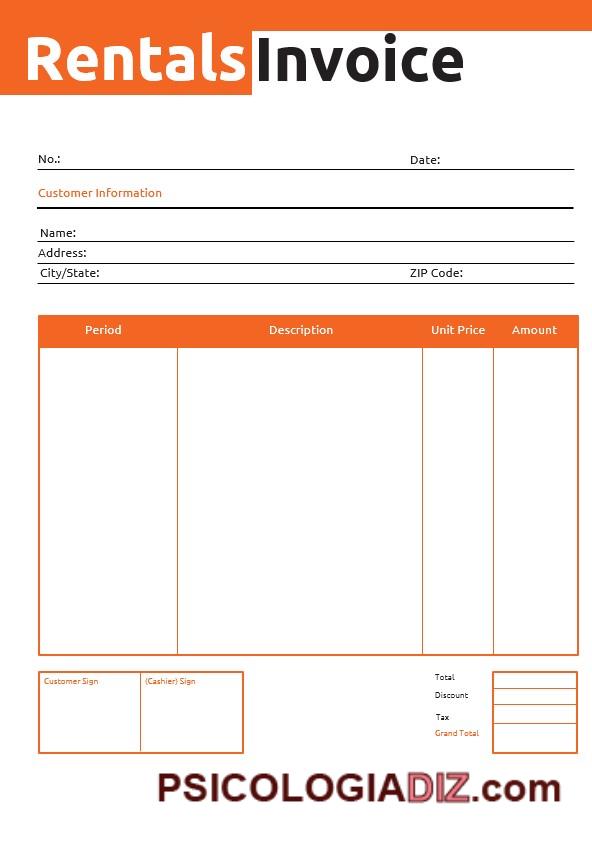 Rentals Invoice
No.: Date:
Customer Information
Name:
Address:
City/State: ZIP Code:
Period Description Unit Price Amount
Customer Sign (Cashier) Sign
Total
Discount
Tax
Grand Total
PSICOLOGIADIZ.com